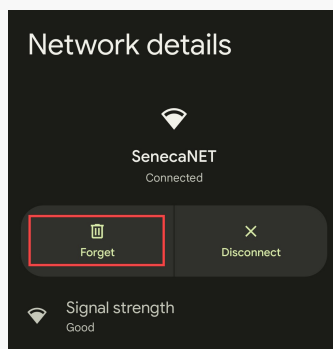 Network details
SenecaNET
Connected
Forget
Disconnect
Signal strength
Good